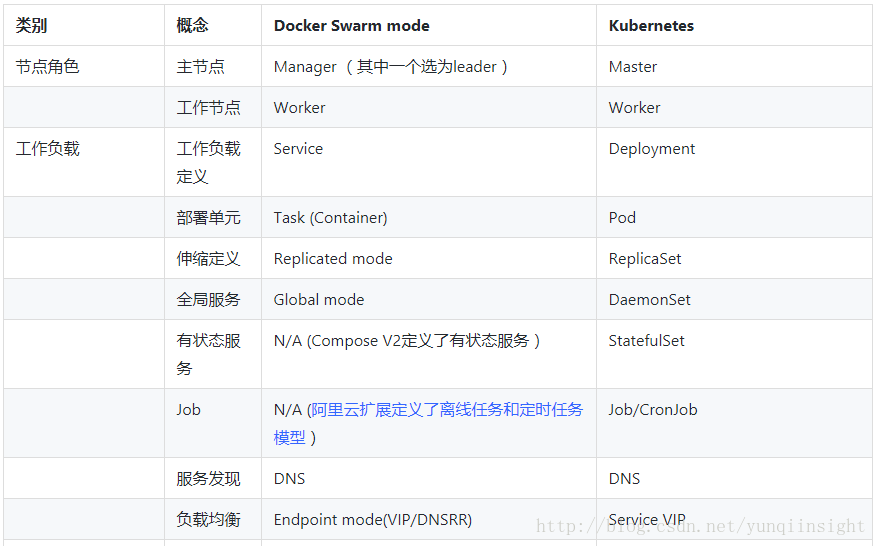 类别 概念 Docker Swarm mode Kubernetes
节点角色 主节点 Manager （其中一个选为leader） Master
工作节点 Worker Worker
工作负载 工作负载 Service Deployment
定义
部署单元 Task (Container) Pod
伸缩定义 Replicated mode ReplicaSet
全局服务 Global mode DaemonSet
有状态服 N/A (Compose V2定义了有状态服务） StatefulSet
务
Job N/A (阿里云扩展定义了离线任务和定时任务 Job/CronJob
模型）
服务发现 DNS DNS
负载均衡 Endpoint mode(VIP/DNSRR) Service VIP
http://blog.csdn.net/yunqiinsight